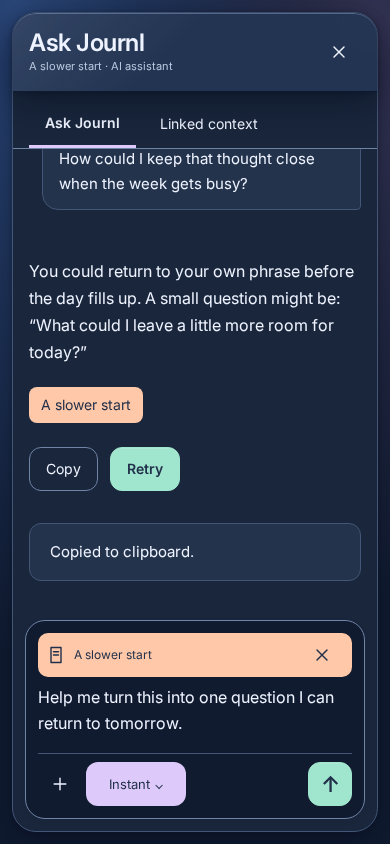 Ask Journl
A slower start · AI assistant
Ask Journl
Linked context
How could I keep that thought close
when the week gets busy?
You could return to your own phrase before
the day fills up. A small question might be:
“What could I leave a little more room for
today?”
A slower start
Copy
Retry
Copied to clipboard.
A slower start
Help me turn this into one question I can
return to tomorrow.
Instant